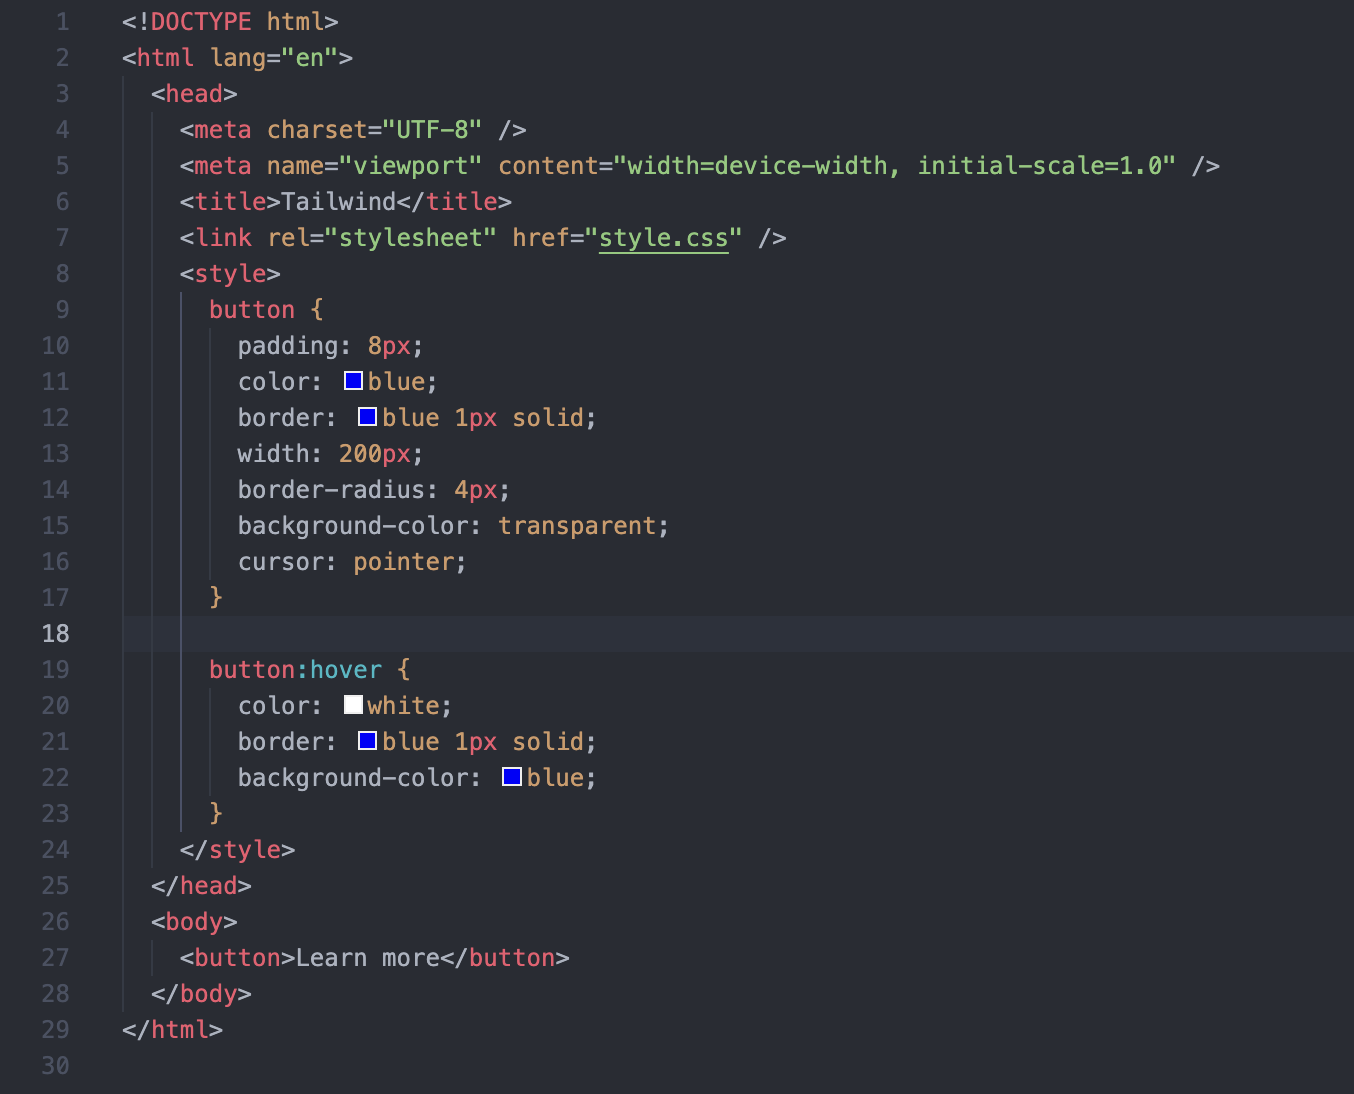 1 <!DOCTYPE html>
2 <html lang="en">
3 <head>
4 <meta charset="UTF-8" />
5 <meta name="viewport" content="width=device-width, initial-scale=1.0" />
6 <title>Tailwind</title>
7 <link rel="stylesheet" href="style.css" />
8 <style>
9 button {
10 padding: 8px;
11 color: blue;
12 border: blue 1px solid;
13 width: 200px;
14 border-radius: 4px;
15 background-color: transparent;
16 cursor: pointer;
17 }
18
19 button:hover {
20 color: white;
21 border: blue 1px solid;
22 background-color: blue;
23 }
24 </style>
25 </head>
26 <body>
27 <button>Learn more</button>
28 </body>
29 </html>
30